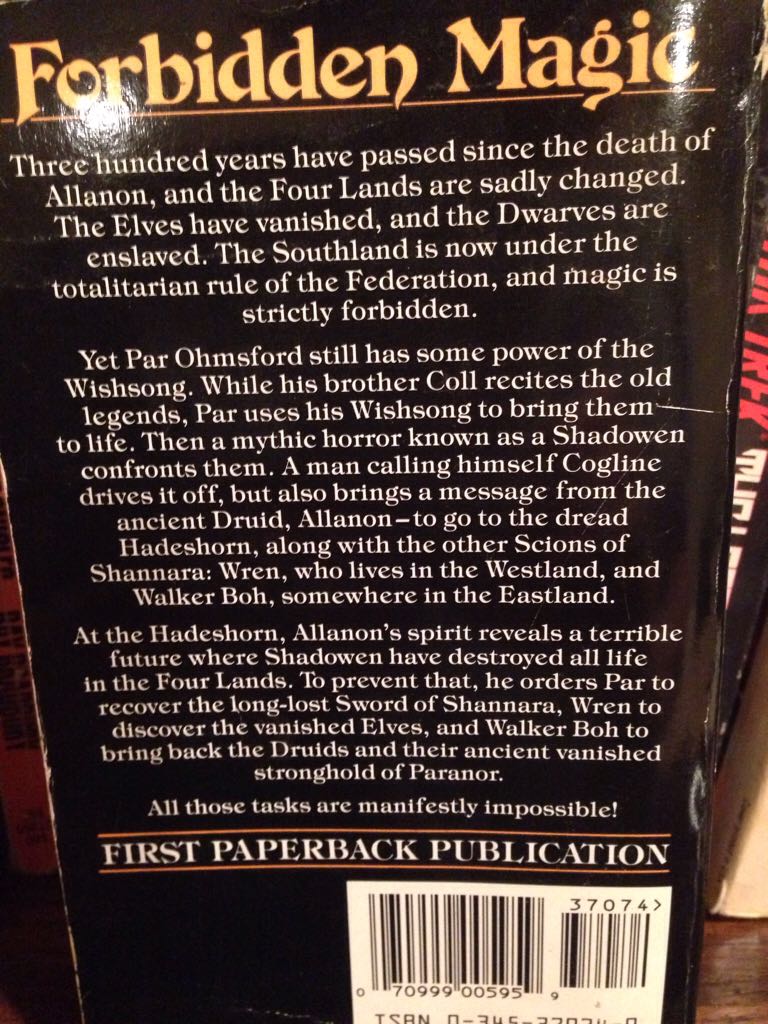 Forbidden Magic
Three hundred years have passed since the death of
Allanon, and the Four Lands are sadly changed.
The Elves have vanished, and the Dwarves are
enslaved. The Southland is now under the
totalitarian rule of the Federation, and magic is
strictly forbidden.
Yet Par Ohmsford still has some power of the
Wishsong. While his brother Coll recites the old
legends, Par uses his Wishsong to bring them
to life. Then a mythic horror known as a Shadowen
confronts them. A man calling himself Cogline
drives it off, but also brings a message from the
ancient Druid, Allanon—to go to the dread
Hadeshorn, along with the other Scions of
Shannara: Wren, who lives in the Westland, and
Walker Boh, somewhere in the Eastland.
At the Hadeshorn, Allanon's spirit reveals a terrible
future where Shadowen have destroyed all life
in the Four Lands. To prevent that, he orders Par to
recover the long-lost Sword of Shannara, Wren to
discover the vanished Elves, and Walker Boh to
bring back the Druids and their ancient vanished
stronghold of Paranor.
All those tasks are manifestly impossible!
FIRST PAPERBACK PUBLICATION
37074>
0 70999 00595 9
ISBN 0-345-37074-0
TREK